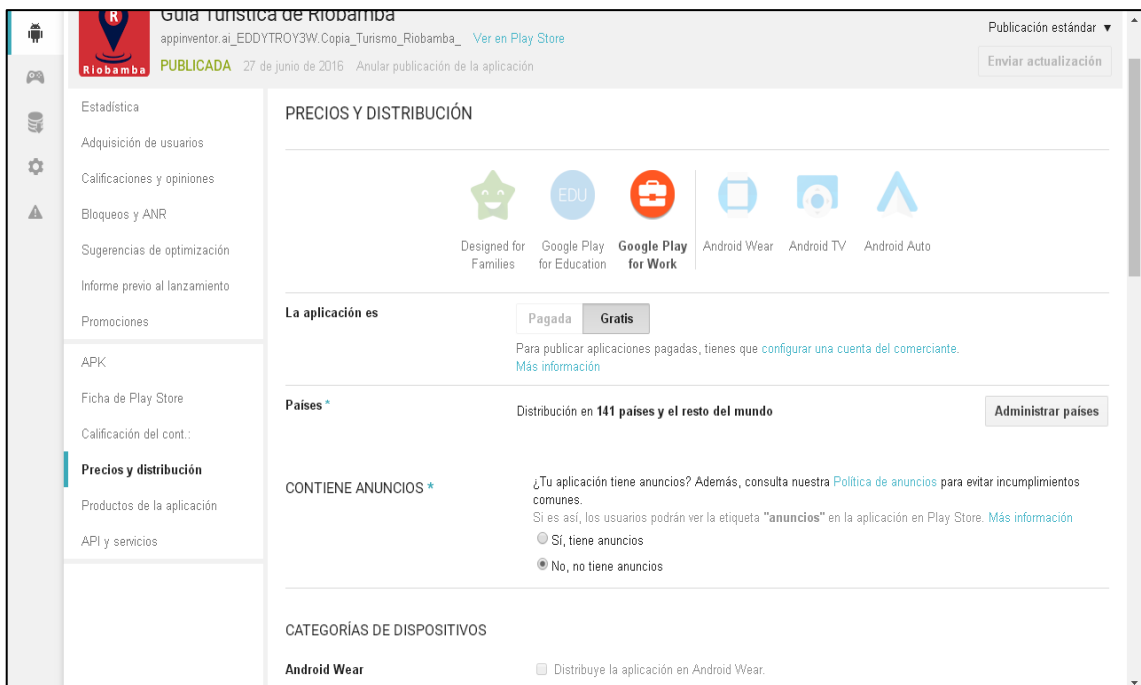 Guía Turística de Riobamba
Publicación estándar ▼
appinventor.ai_EDDYTROY3W.Copia_Turismo_Riobamba_ Ver en Play Store
Riobamba
PUBLICADA 27 de junio de 2016 Anular publicación de la aplicación
Enviar actualización
Estadística
Adquisición de usuarios
Calificaciones y opiniones
Bloqueos y ANR
Sugerencias de optimización
Informe previo al lanzamiento
Promociones
APK
Ficha de Play Store
Calificación del cont.:
Precios y distribución
Productos de la aplicación
API y servicios
PRECIOS Y DISTRIBUCIÓN
EDU
Designed for
Families
Google Play
for Education
Google Play
for Work
Android Wear
Android TV
Android Auto
La aplicación es
Pagada Gratis
Para publicar aplicaciones pagadas, tienes que configurar una cuenta del comerciante.
Más información
Países *
Distribución en 141 países y el resto del mundo
Administrar países
CONTIENE ANUNCIOS *
¿Tu aplicación tiene anuncios? Además, consulta nuestra Política de anuncios para evitar incumplimientos
comunes.
Si es así, los usuarios podrán ver la etiqueta "anuncios" en la aplicación en Play Store. Más información
Sí, tiene anuncios
No, no tiene anuncios
CATEGORÍAS DE DISPOSITIVOS
Android Wear
Distribuye la aplicación en Android Wear.